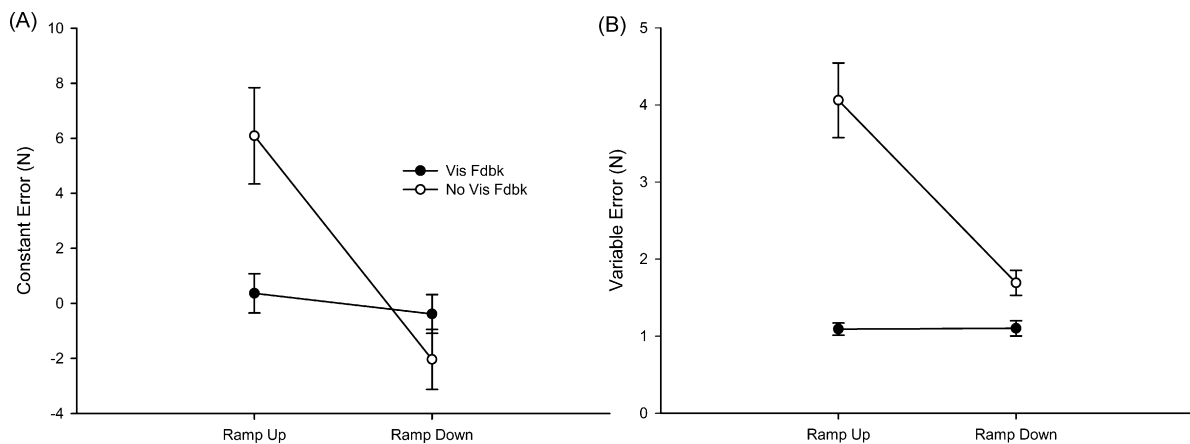 (A)
10
8
6
4
2
0
-2
-4
Constant Error (N)
Ramp Up
Ramp Down
Vis Fdbk
No Vis Fdbk
(B)
5
4
3
2
1
0
Variable Error (N)
Ramp Up
Ramp Down